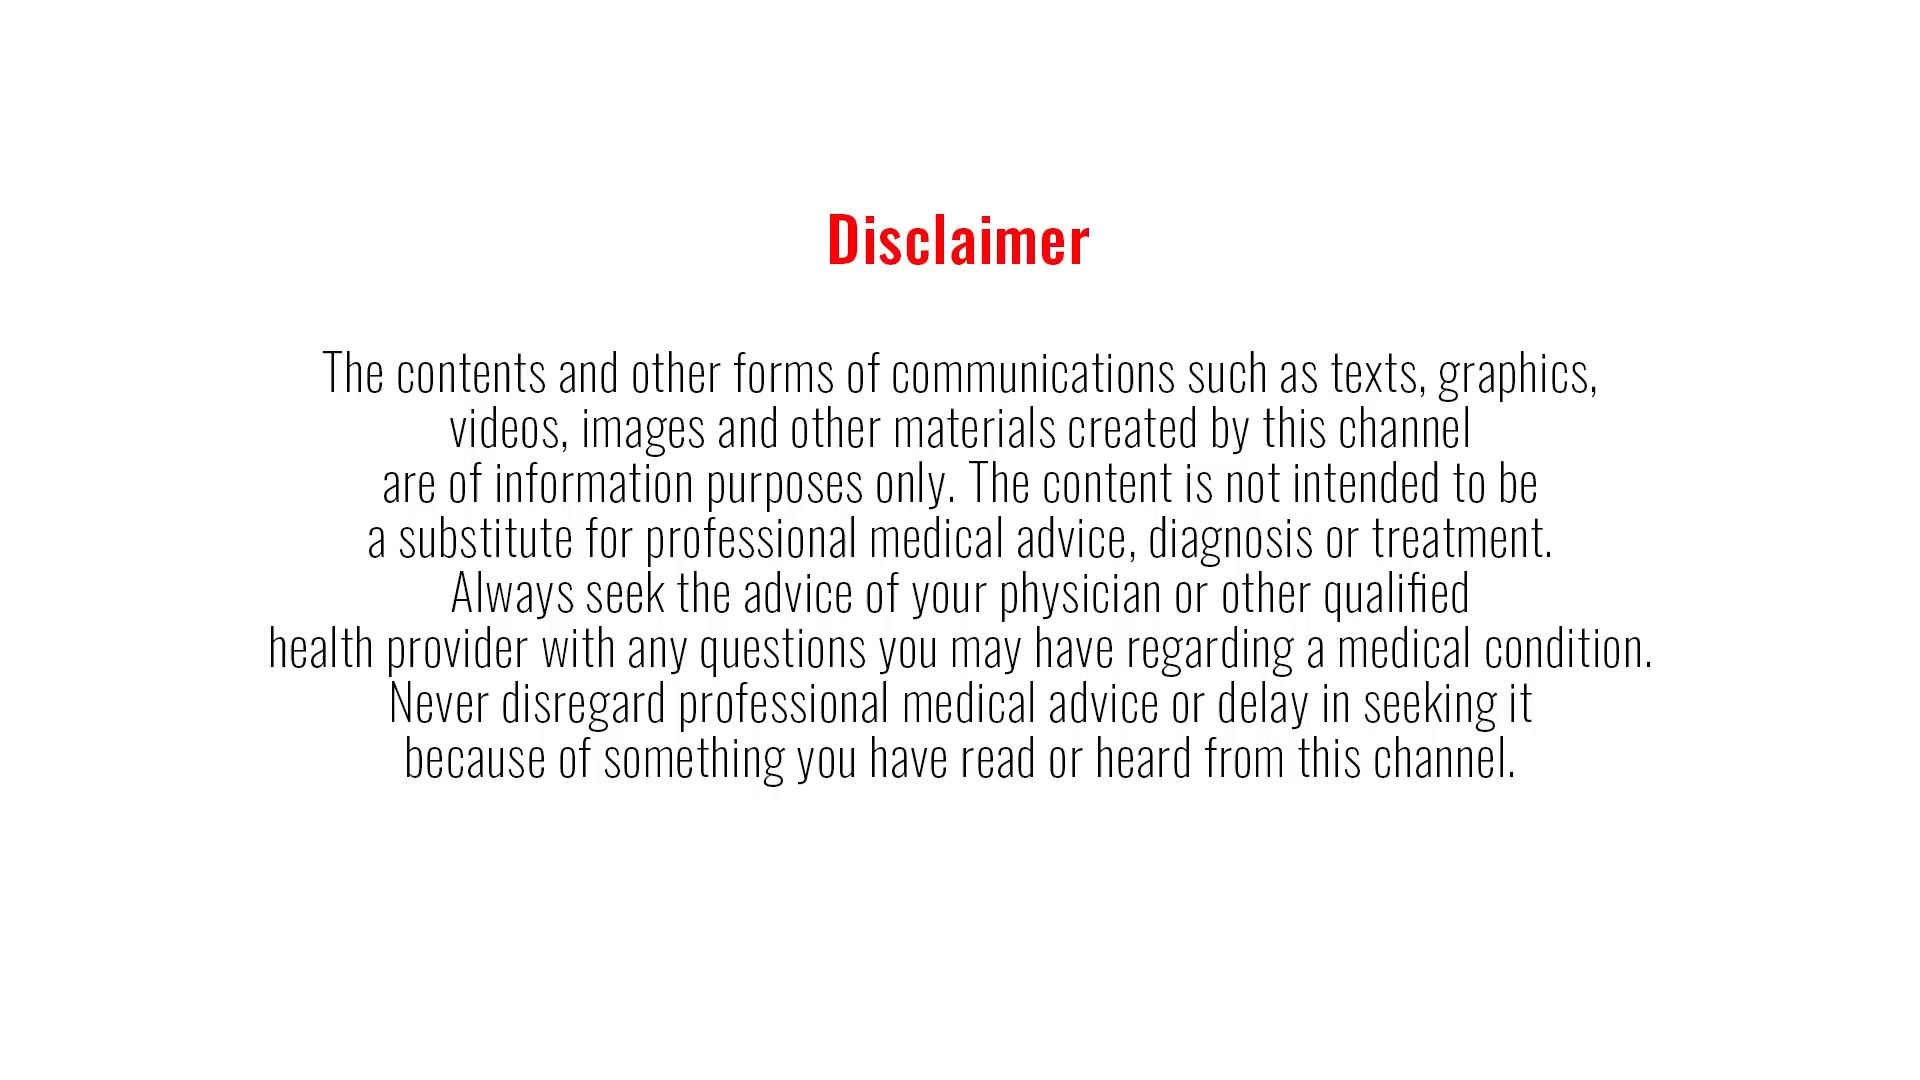 Disclaimer
The contents and other forms of communications such as texts, graphics,
videos, images and other materials created by this channel
are of information purposes only. The content is not intended to be
a substitute for professional medical advice, diagnosis or treatment.
Always seek the advice of your physician or other qualified
health provider with any questions you may have regarding a medical condition.
Never disregard professional medical advice or delay in seeking it
because of something you have read or heard from this channel.